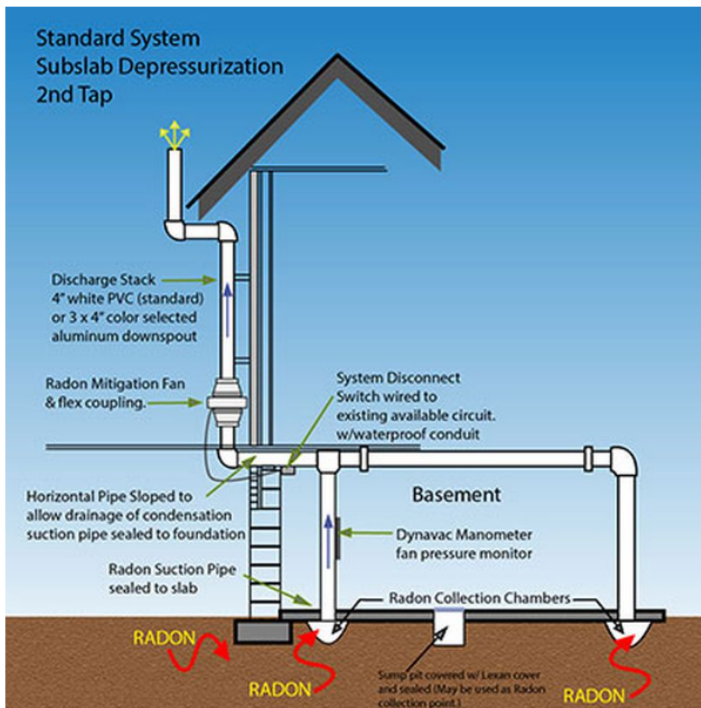 Standard System
Subslab Depressurization
2nd Tap
Discharge Stack
4" white PVC (standard)
or 3 x 4" color selected
aluminum downspout
Radon Mitigation Fan
& flex coupling.
System Disconnect
Switch wired to
existing available circuit.
w/waterproof conduit
Horizontal Pipe Sloped to
allow drainage of condensation
suction pipe sealed to foundation
Basement
Dynavac Manometer
fan pressure monitor
Radon Suction Pipe
sealed to slab
Radon Collection Chambers
RADON
RADON
Sump pit covered w/ Lexan cover
and sealed (May be used as Radon
collection point.)
RADON